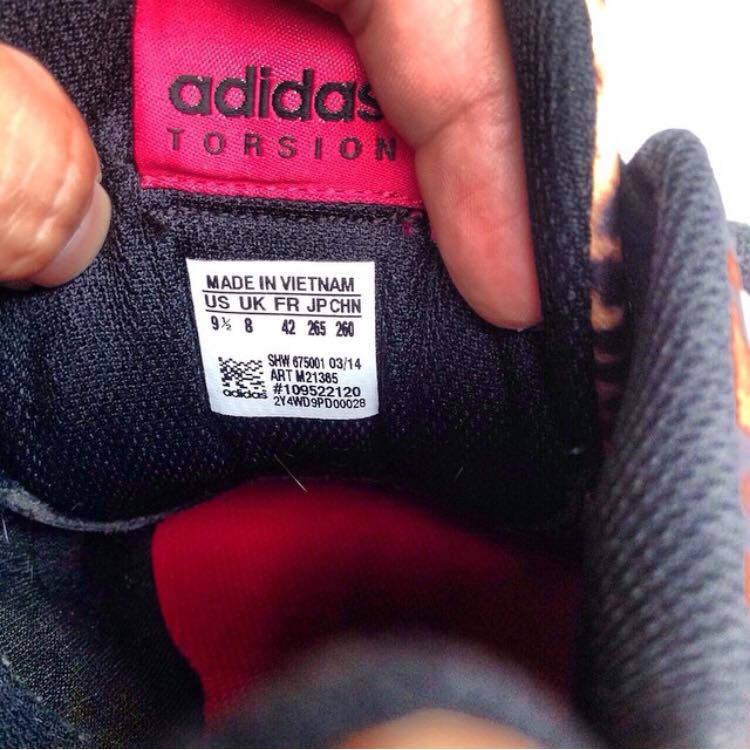 adidas
TORSION
MADE IN VIETNAM
US UK FR JP CHN
9½ 8 42 265 260
SHW 675001 03/14
ART M21365
adidas #109522120
2Y4WD9PD00028